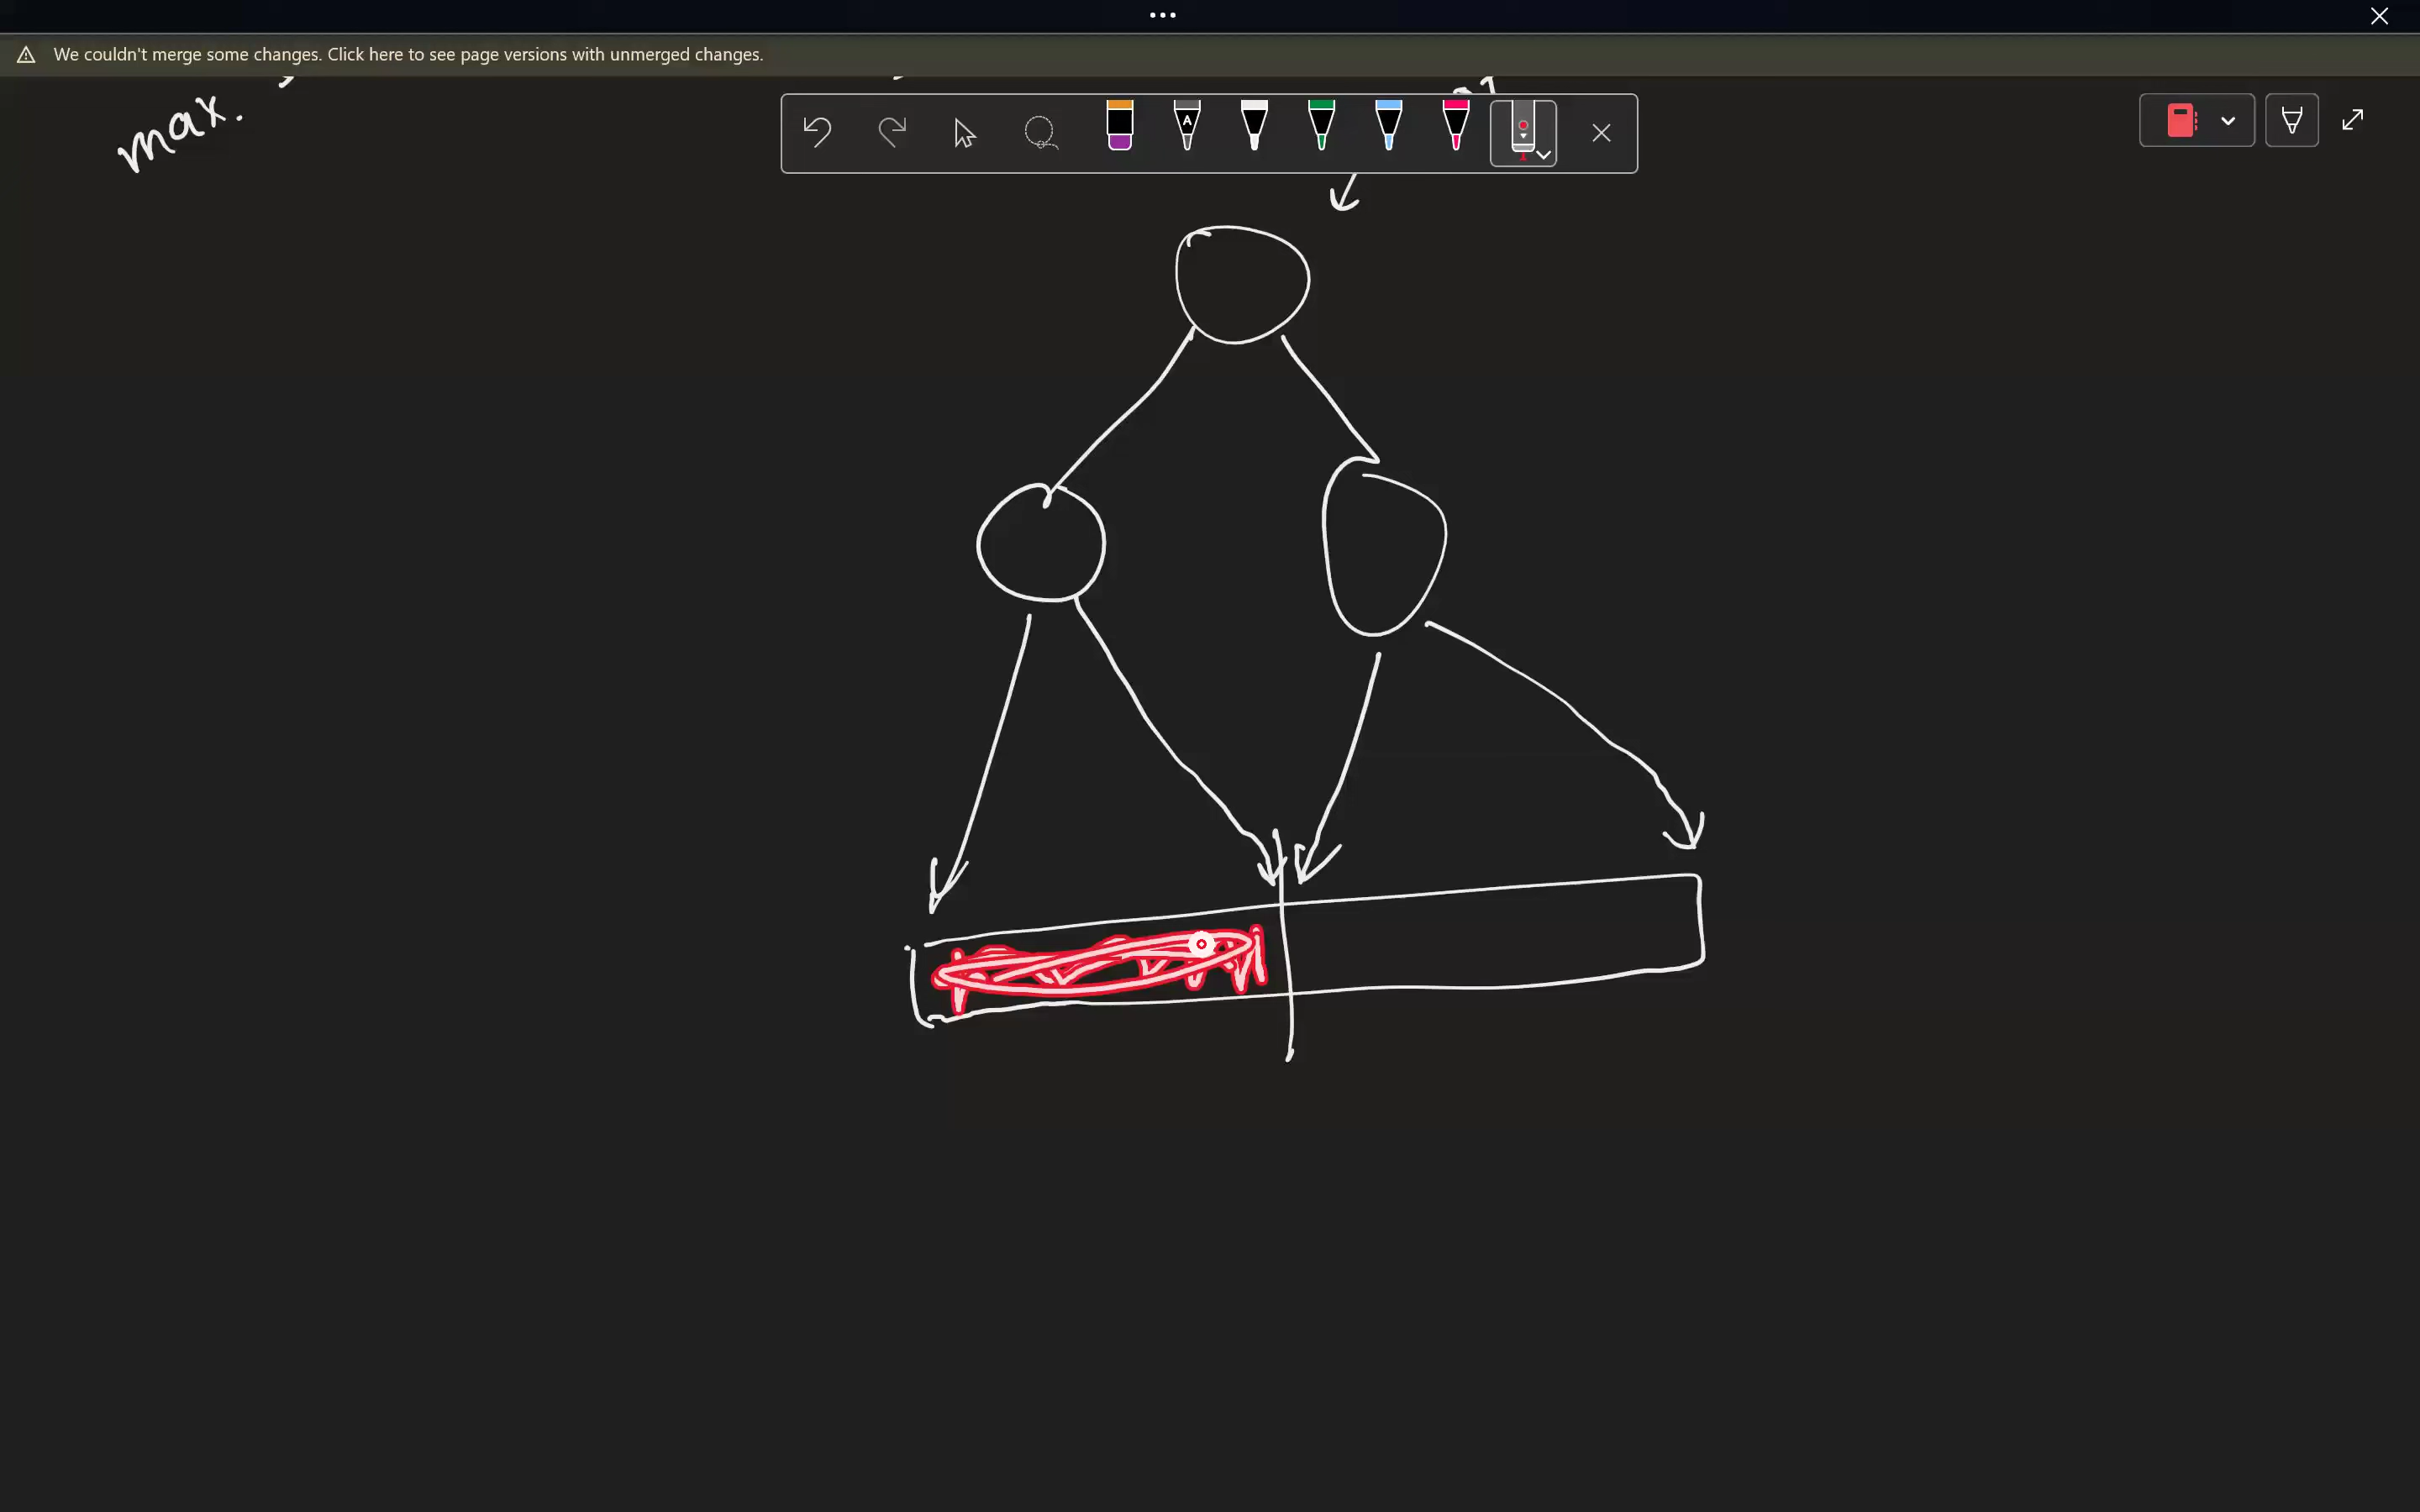 We couldn't merge some changes. Click here to see page versions with unmerged changes.
max.
A